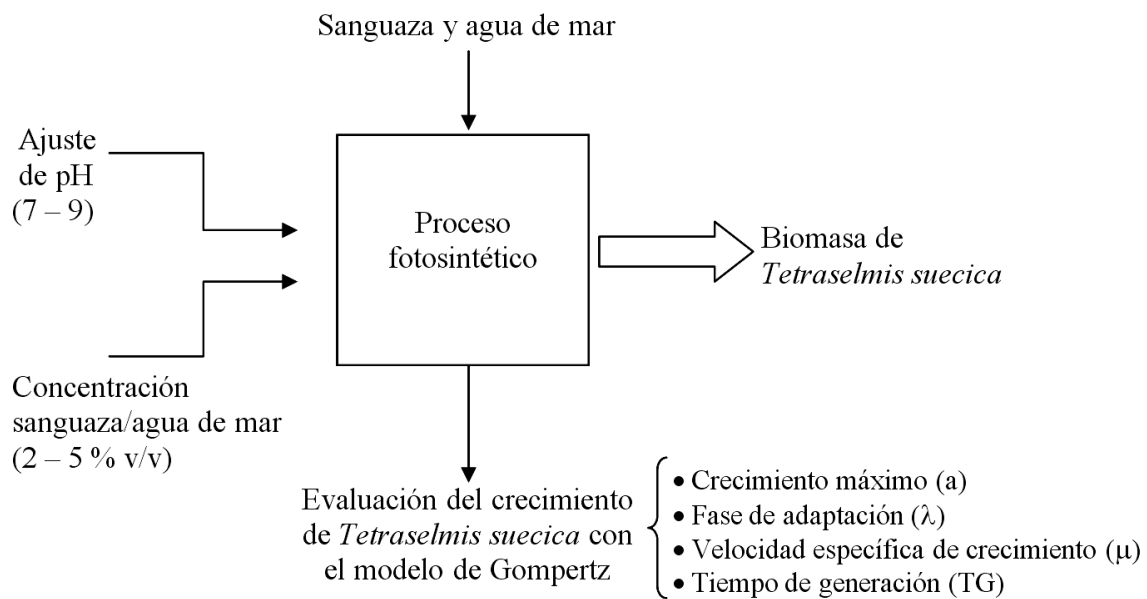 Sanguaza y agua de mar
Ajuste
de pH
(7 – 9)
Proceso
fotosintético
Biomasa de
Tetraselmis suecica
Concentración
sanguaza/agua de mar
(2 – 5 % v/v)
Evaluación del crecimiento
de Tetraselmis suecica con
el modelo de Gompertz
• Crecimiento máximo (a)
• Fase de adaptación (λ)
• Velocidad específica de crecimiento (μ)
• Tiempo de generación (TG)